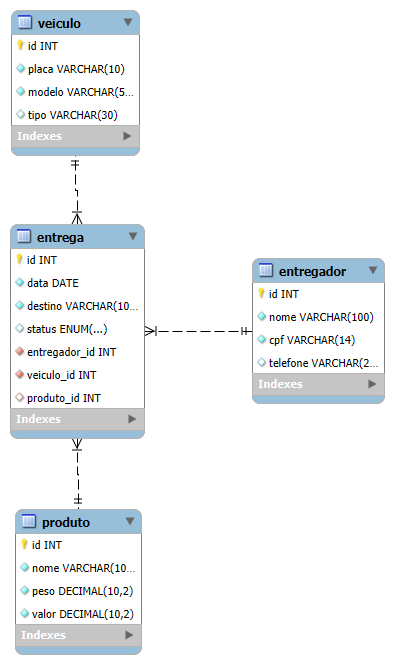 veiculo
id INT
placa VARCHAR(10)
modelo VARCHAR(5...
tipo VARCHAR(30)
Indexes
entrega
id INT
data DATE
destino VARCHAR(10...
status ENUM(...)
entregador_id INT
veiculo_id INT
produto_id INT
Indexes
entregador
id INT
nome VARCHAR(100)
cpf VARCHAR(14)
telefone VARCHAR(2...
Indexes
produto
id INT
nome VARCHAR(10...
peso DECIMAL(10,2)
valor DECIMAL(10,2)
Indexes